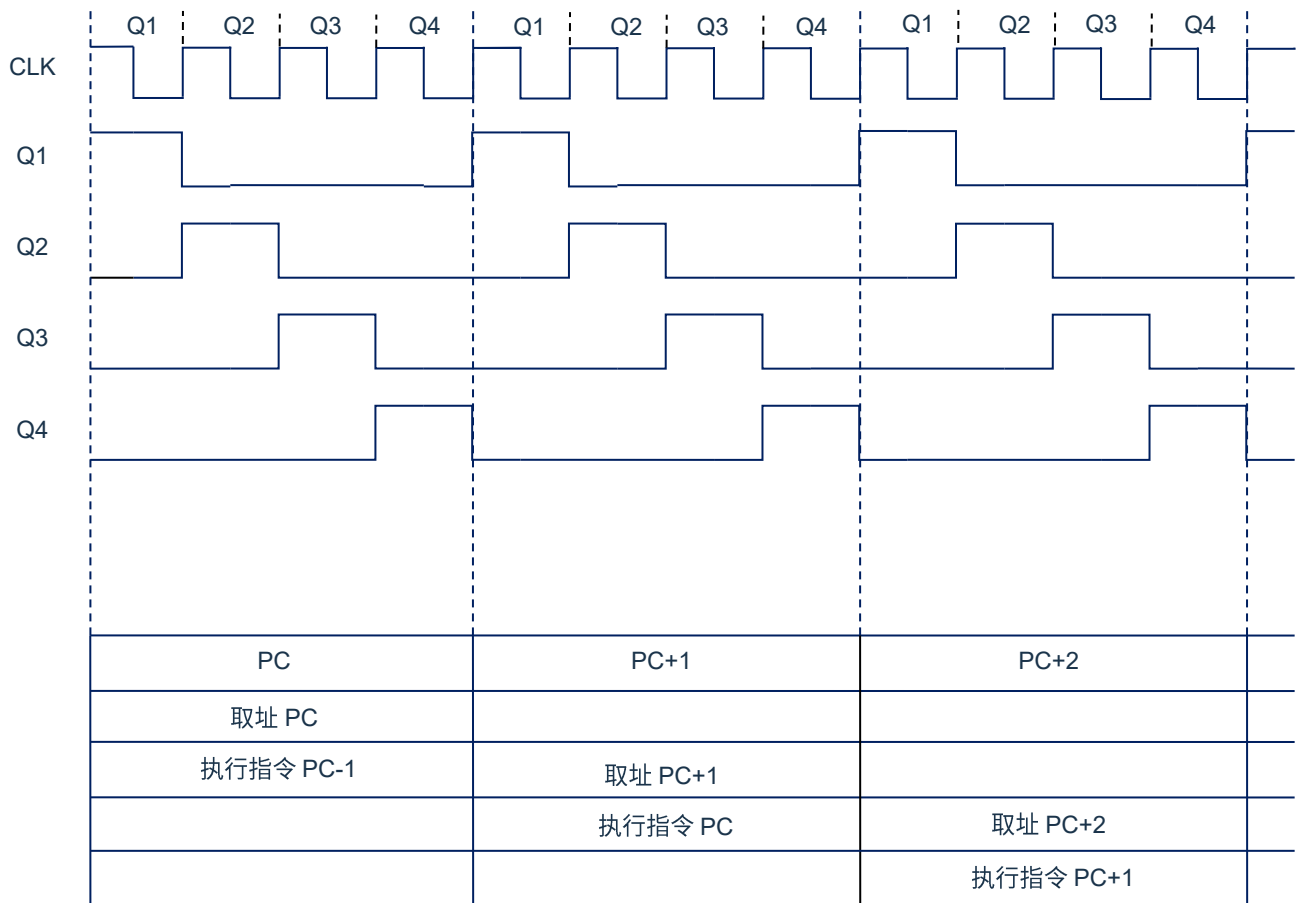 Q1 Q2 Q3 Q4 Q1 Q2 Q3 Q4 Q1 Q2 Q3 Q4
CLK
Q1
Q2
Q3
Q4
PC PC+1 PC+2
取址 PC
执行指令 PC-1 取址 PC+1
执行指令 PC 取址 PC+2
执行指令 PC+1